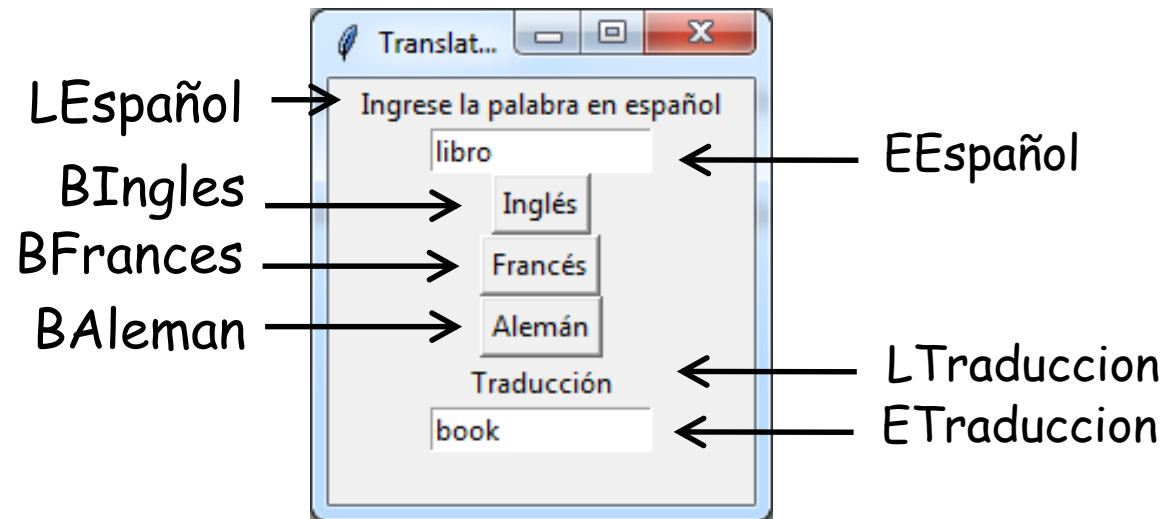 Translat...
LEspañol
Ingrese la palabra en español
libro
EEspañol
BIngles
Inglés
BFrances
Francés
BAleman
Alemán
Traducción
LTraduccion
book
ETraduccion